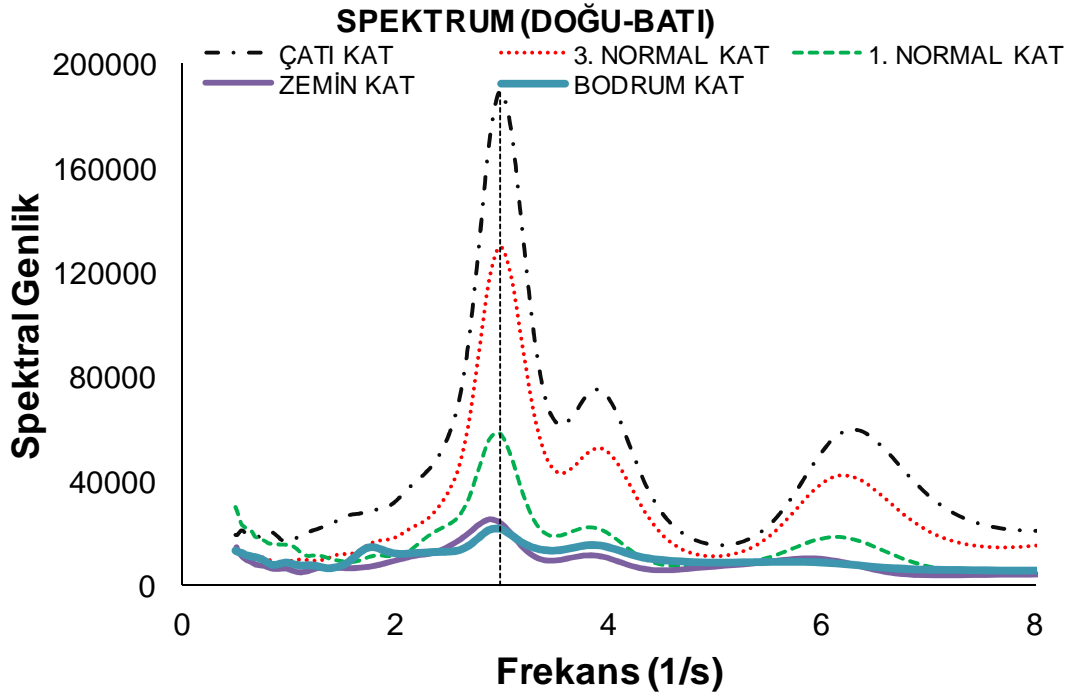 SPEKTRUM (DOĞU-BATI)
ÇATI KAT 3. NORMAL KAT 1. NORMAL KAT
ZEMİN KAT BODRUM KAT
200000
160000
120000
80000
40000
0
Spektral Genlik
0 2 4 6 8
Frekans (1/s)